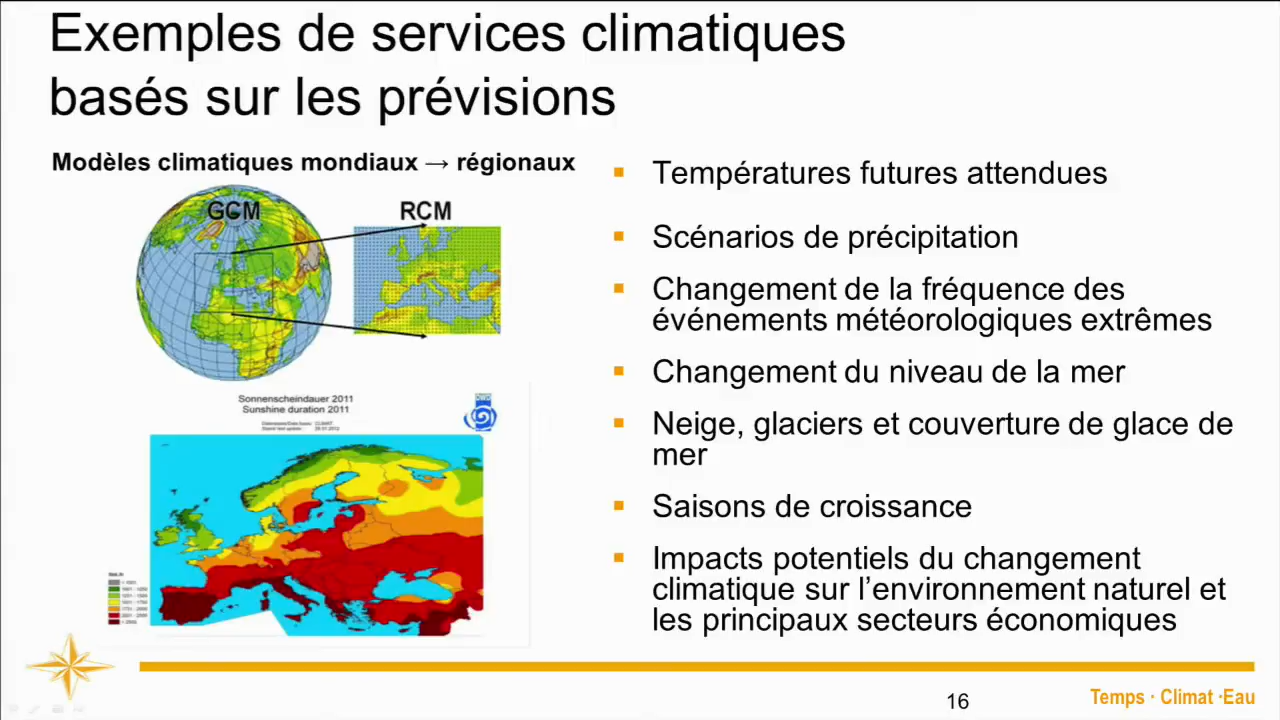 Exemples de services climatiques
basés sur les prévisions
Modèles climatiques mondiaux → régionaux
GCM
RCM
Sonnenscheindauer 2011
Sunshine duration 2011
▪ Températures futures attendues
▪ Scénarios de précipitation
▪ Changement de la fréquence des
événements météorologiques extrêmes
▪ Changement du niveau de la mer
▪ Neige, glaciers et couverture de glace de
mer
▪ Saisons de croissance
▪ Impacts potentiels du changement
climatique sur l’environnement naturel et
les principaux secteurs économiques
16
Temps · Climat ·Eau